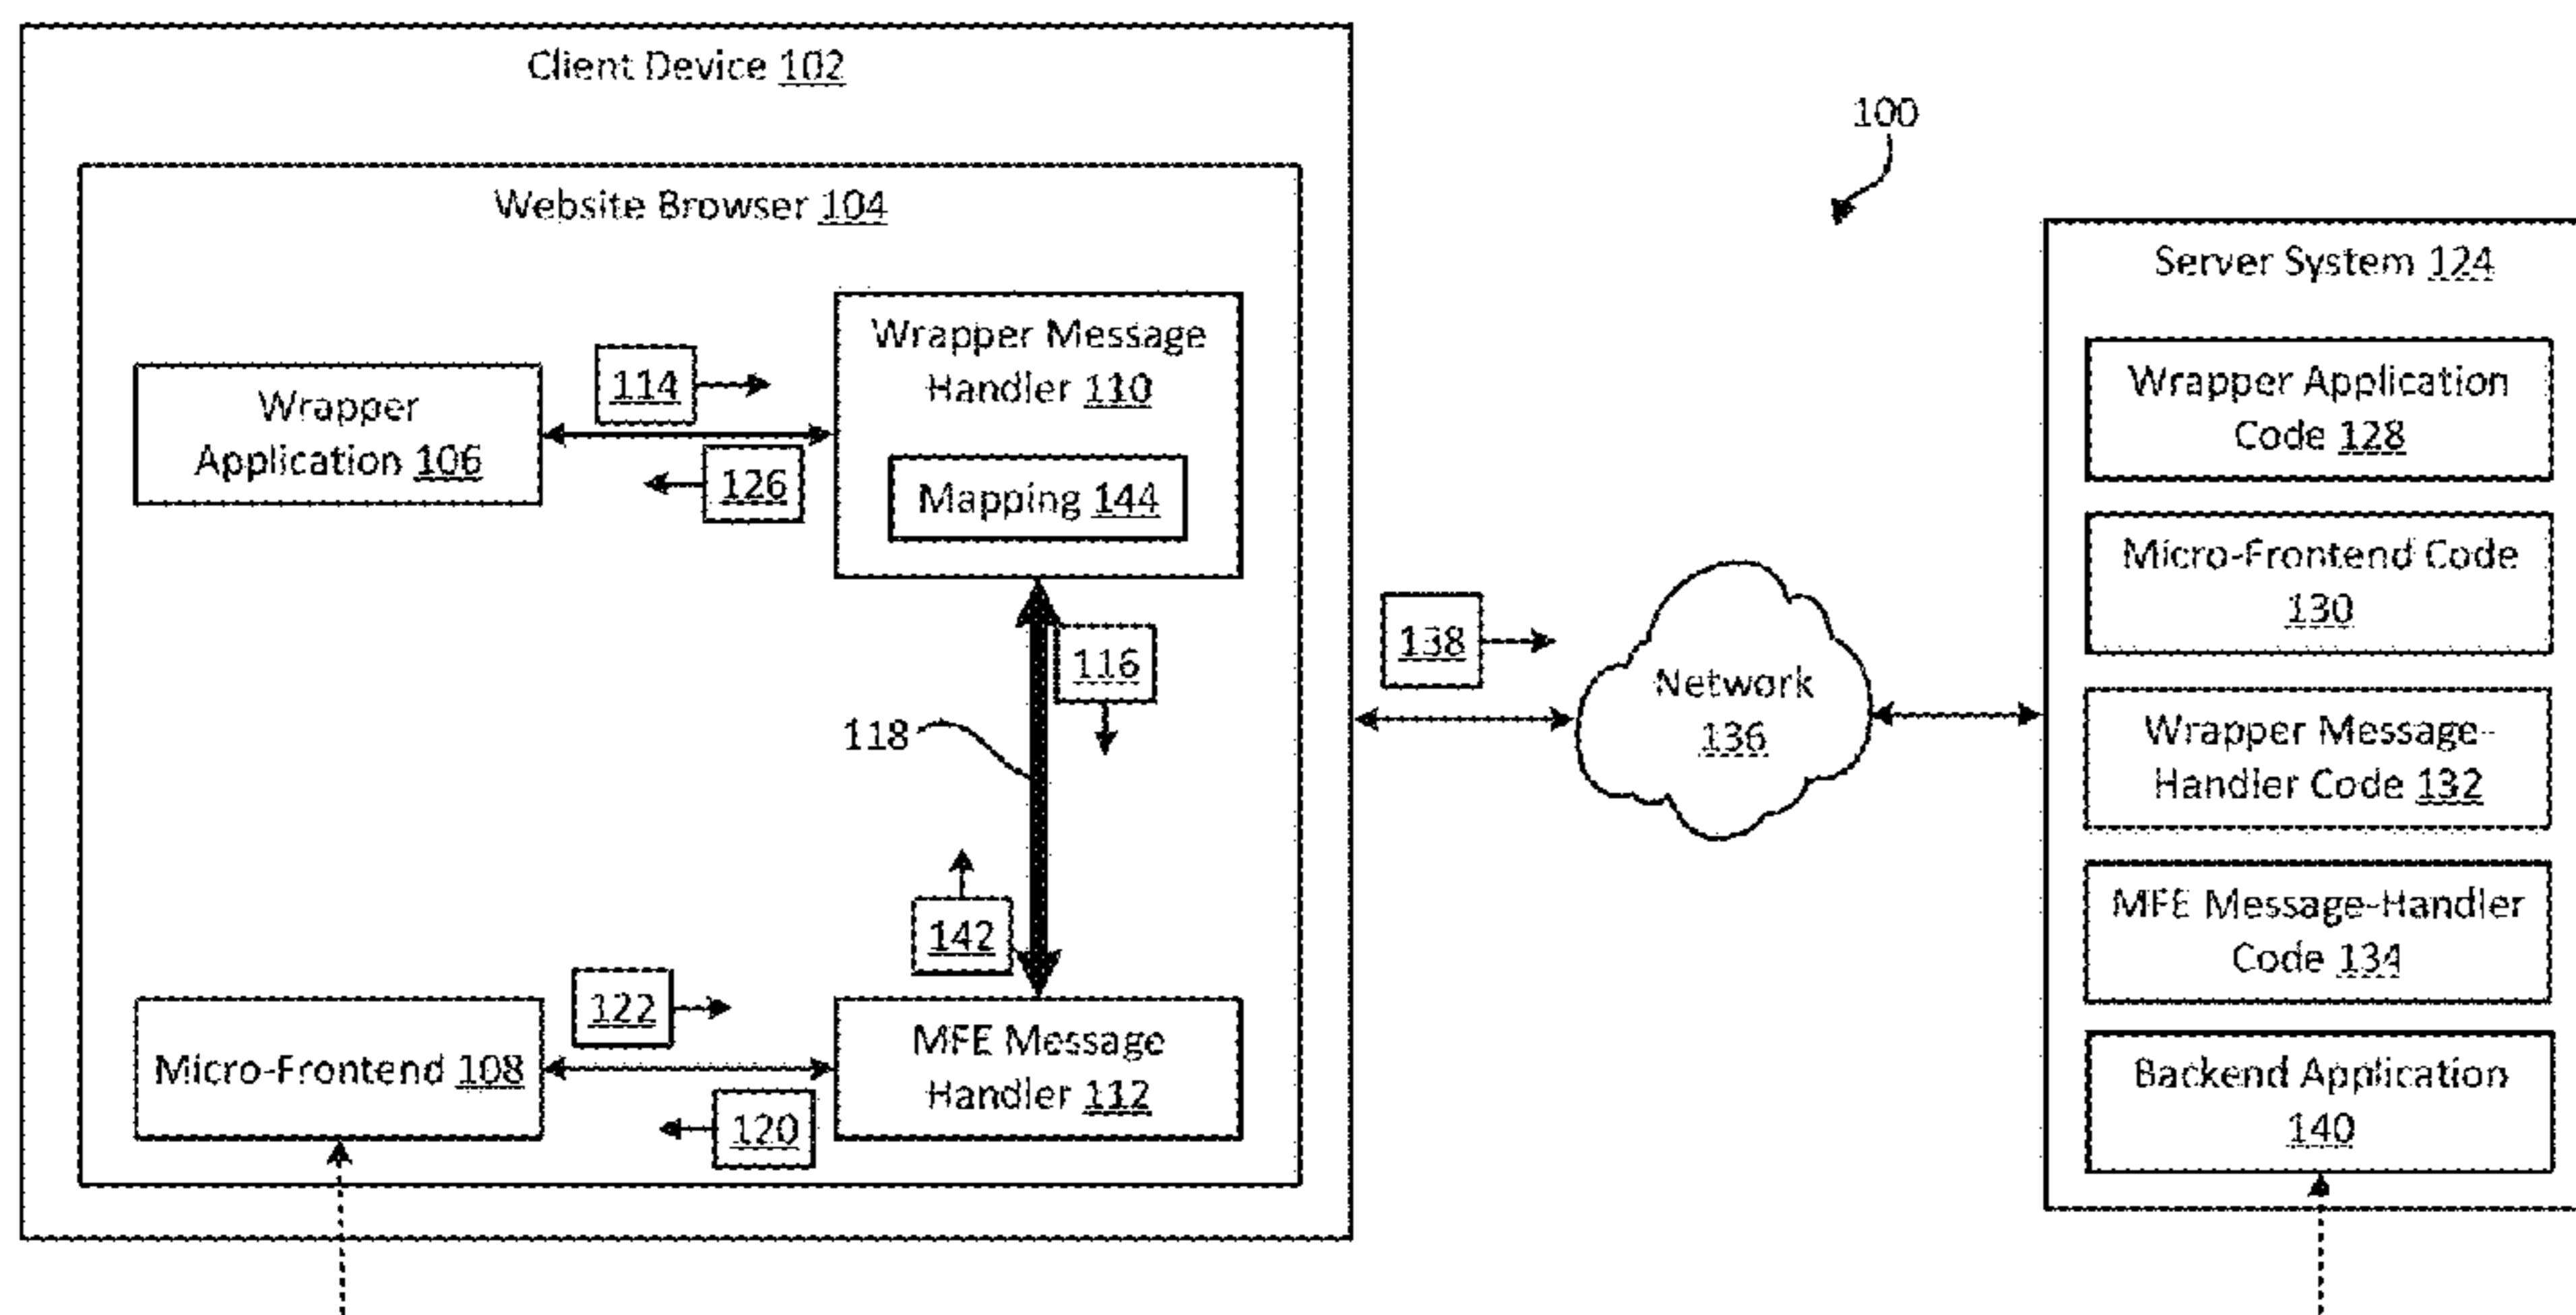 Client Device 102
100
Website Browser 104
Server System 124
Wrapper Message
Handler 110
Mapping 144
114
Wrapper
Application 106
126
Wrapper Application
Code 128
Micro-Frontend Code
130
138
116
Network
136
118
Wrapper Message-
Handler Code 132
142
MFE Message-Handler
Code 134
122
Micro-Frontend 108
MFE Message
Handler 112
120
Backend Application
140